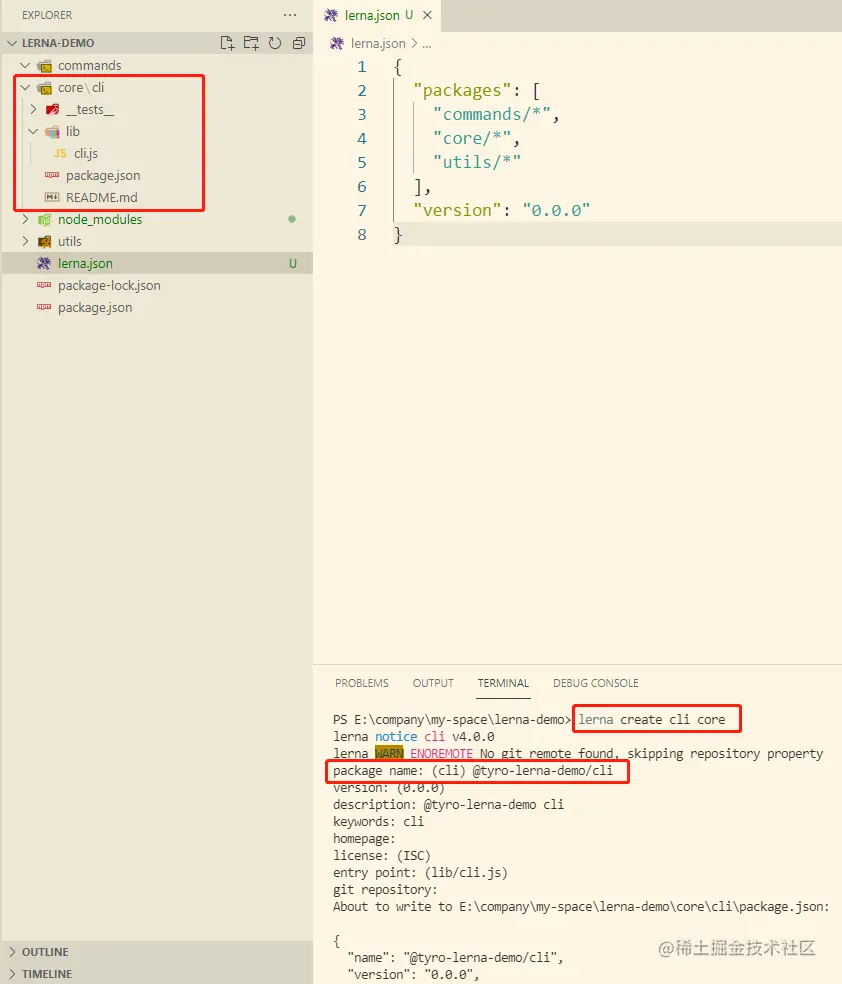 EXPLORER
LERNA-DEMO
commands
core\cli
__tests__
lib
JS cli.js
package.json
README.md
node_modules
utils
lerna.json U
package-lock.json
package.json
OUTLINE
TIMELINE
lerna.json U
lerna.json > ...
1 {
2 "packages": [
3 "commands/*",
4 "core/*",
5 "utils/*"
6 ],
7 "version": "0.0.0"
8 }
PROBLEMS OUTPUT TERMINAL DEBUG CONSOLE
PS E:\company\my-space\lerna-demo> lerna create cli core
lerna notice cli v4.0.0
lerna WARN ENOREMOTE No git remote found, skipping repository property
package name: (cli) @tyro-lerna-demo/cli
version: (0.0.0)
description: @tyro-lerna-demo cli
keywords: cli
homepage:
license: (ISC)
entry point: (lib/cli.js)
git repository:
About to write to E:\company\my-space\lerna-demo\core\cli\package.json:
{
"name": "@tyro-lerna-demo/cli",
"version": "0.0.0",
@稀土掘金技术社区